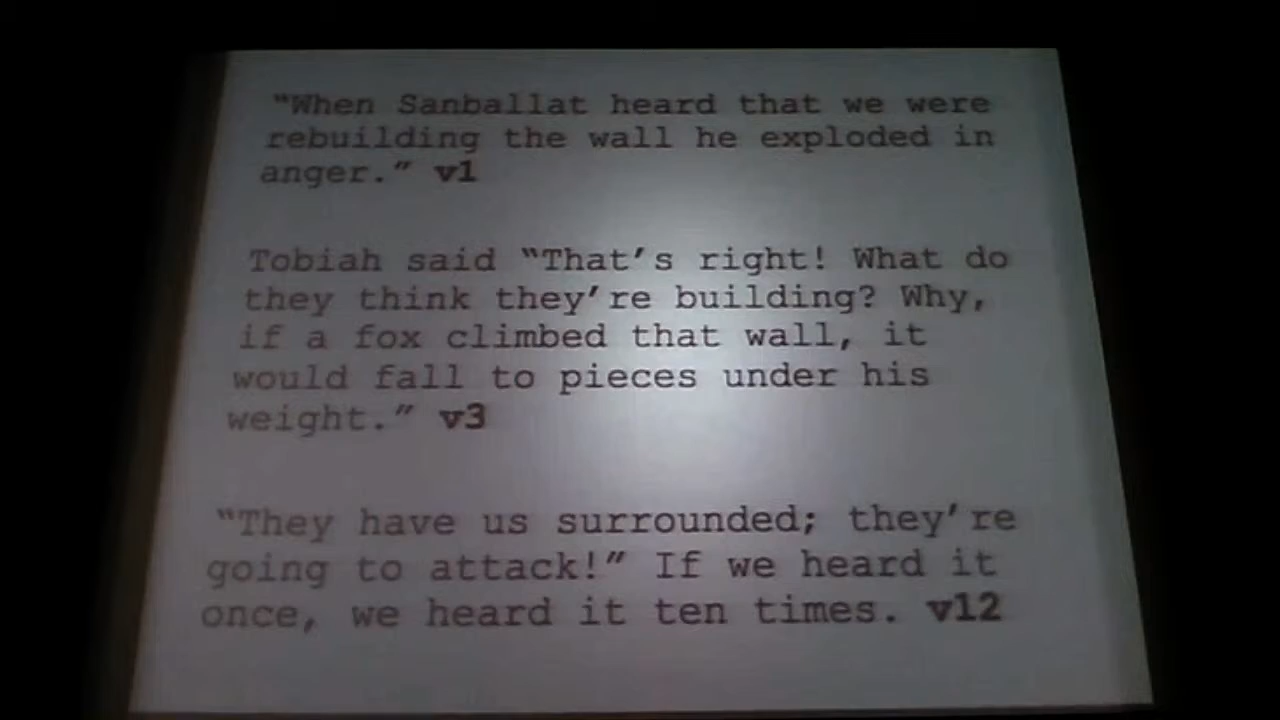 “When Sanballat heard that we were
rebuilding the wall he exploded in
anger.” v1
Tobiah said “That’s right! What do
they think they’re building? Why,
if a fox climbed that wall, it
would fall to pieces under his
weight.” v3
“They have us surrounded; they’re
going to attack!” If we heard it
once, we heard it ten times. v12